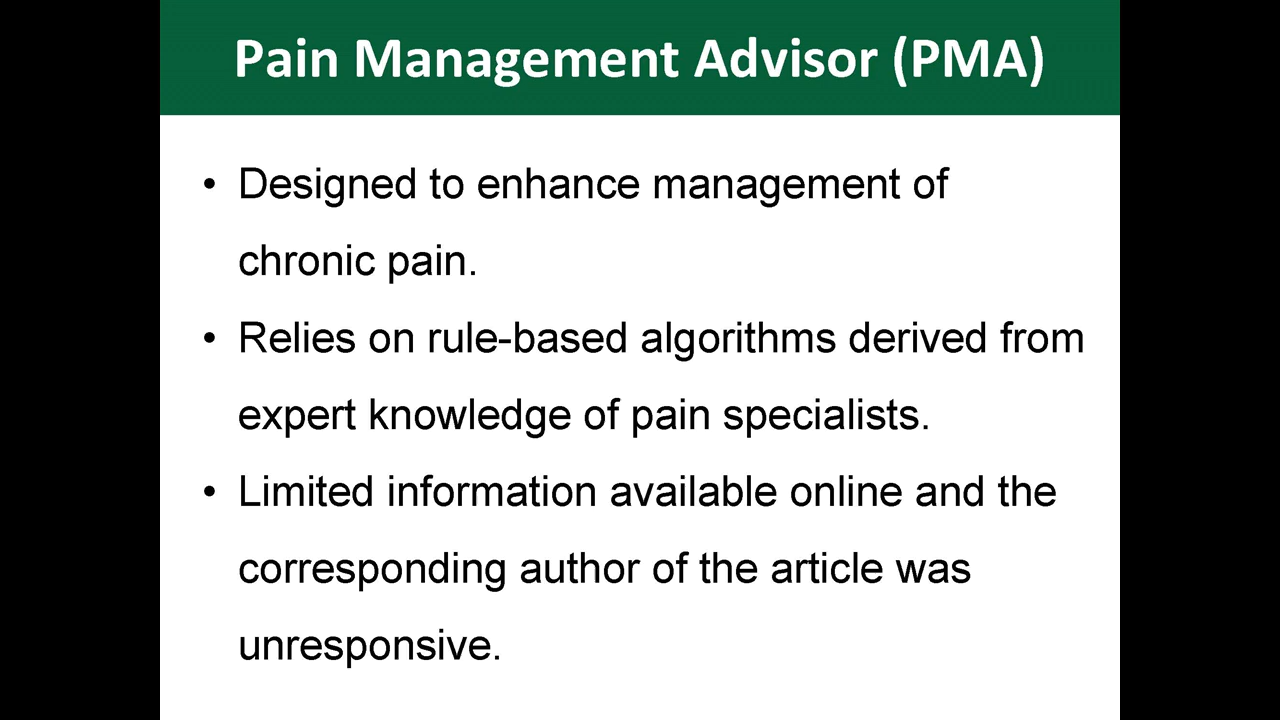 Pain Management Advisor (PMA)
• Designed to enhance management of
chronic pain.
• Relies on rule-based algorithms derived from
expert knowledge of pain specialists.
• Limited information available online and the
corresponding author of the article was
unresponsive.